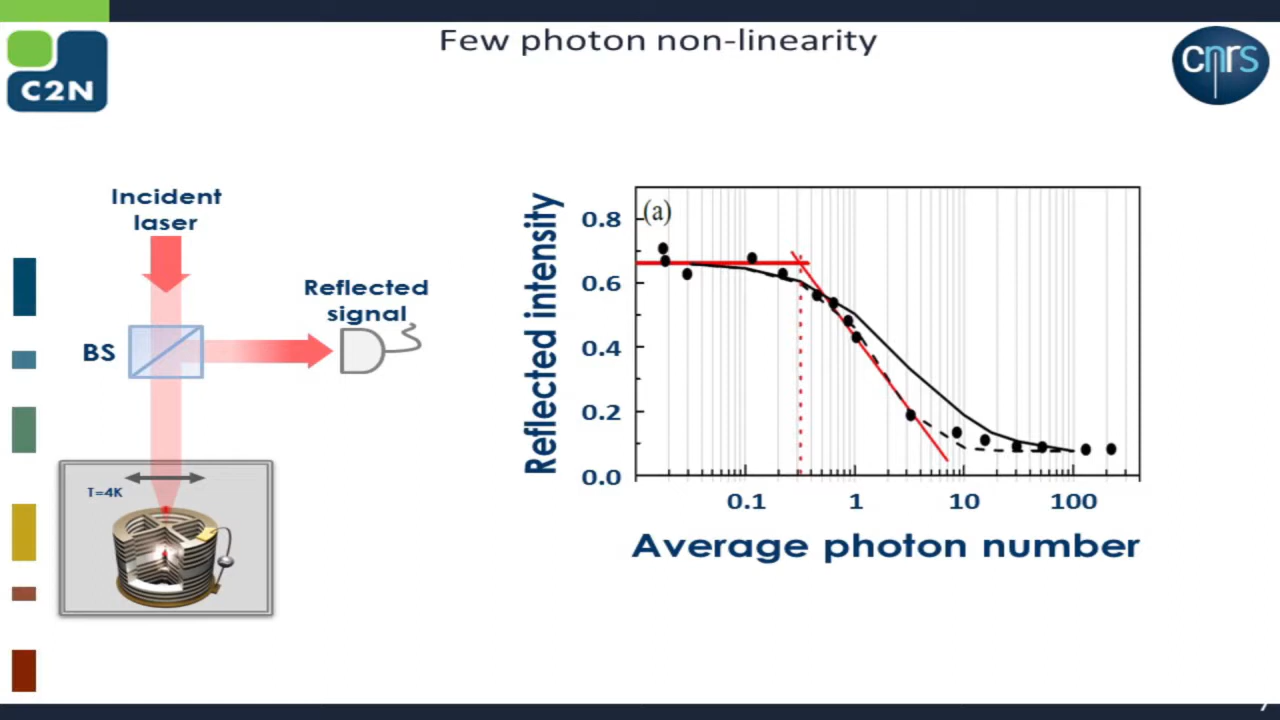 Few photon non-linearity
C2N
cnrs
Incident
laser
Reflected
signal
BS
T=4K
(a)
Reflected intensity
0.8
0.6
0.4
0.2
0.0
0.1
1
10
100
Average photon number